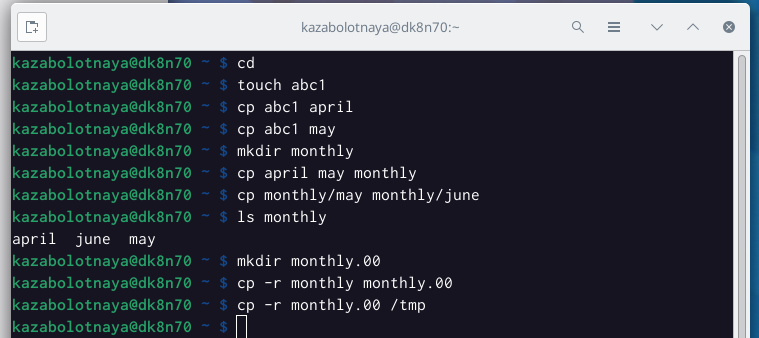 kazabolotnaya@dk8n70:~
kazabolotnaya@dk8n70 ~ $ cd
kazabolotnaya@dk8n70 ~ $ touch abc1
kazabolotnaya@dk8n70 ~ $ cp abc1 april
kazabolotnaya@dk8n70 ~ $ cp abc1 may
kazabolotnaya@dk8n70 ~ $ mkdir monthly
kazabolotnaya@dk8n70 ~ $ cp april may monthly
kazabolotnaya@dk8n70 ~ $ cp monthly/may monthly/june
kazabolotnaya@dk8n70 ~ $ ls monthly
april  june  may
kazabolotnaya@dk8n70 ~ $ mkdir monthly.00
kazabolotnaya@dk8n70 ~ $ cp -r monthly monthly.00
kazabolotnaya@dk8n70 ~ $ cp -r monthly.00 /tmp
kazabolotnaya@dk8n70 ~ $